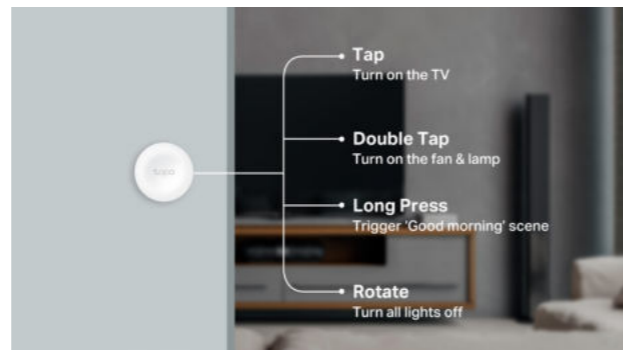 tapo
Tap
Turn on the TV
Double Tap
Turn on the fan & lamp
Long Press
Trigger 'Good morning' scene
Rotate
Turn all lights off